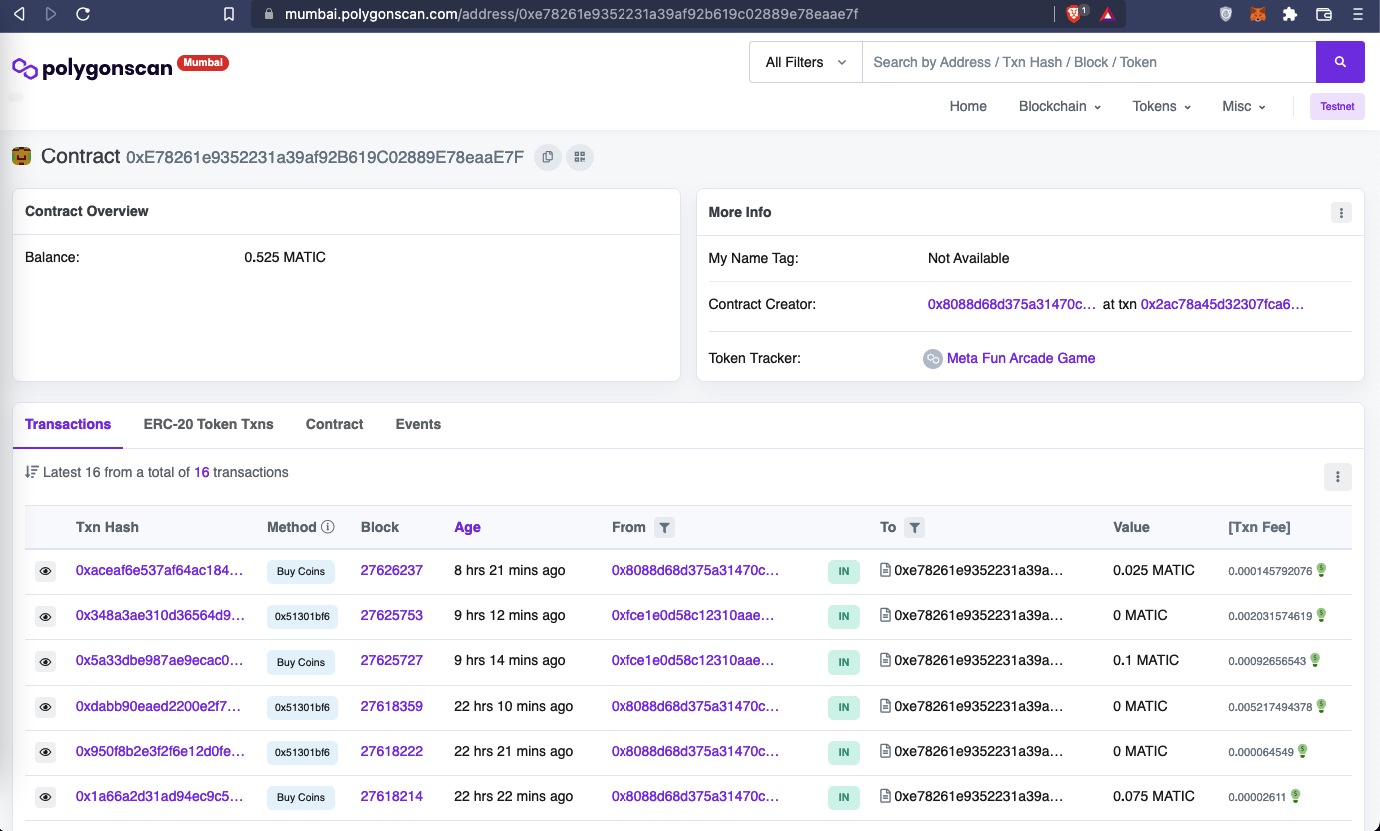 mumbai.polygonscan.com/address/0xe78261e9352231a39af92b619c02889e78eaae7f 1
polygonscan Mumbai
All Filters Search by Address / Txn Hash / Block / Token
Home Blockchain Tokens Misc Testnet
Contract 0xE78261e9352231a39af92B619C02889E78eaaE7F
Contract Overview
Balance: 0.525 MATIC
More Info
My Name Tag: Not Available
Contract Creator: 0x8088d68d375a31470c... at txn 0x2ac78a45d32307fca6...
Token Tracker: Meta Fun Arcade Game
Transactions ERC-20 Token Txns Contract Events
Latest 16 from a total of 16 transactions
Txn Hash Method Block Age From To Value [Txn Fee]
0xaceaf6e537af64ac184... Buy Coins 27626237 8 hrs 21 mins ago 0x8088d68d375a31470c... IN 0xe78261e9352231a39a... 0.025 MATIC 0.000145792076
0x348a3ae310d36564d9... 0x51301bf6 27625753 9 hrs 12 mins ago 0xfce1e0d58c12310aae... IN 0xe78261e9352231a39a... 0 MATIC 0.002031574619
0x5a33dbe987ae9ecac0... Buy Coins 27625727 9 hrs 14 mins ago 0xfce1e0d58c12310aae... IN 0xe78261e9352231a39a... 0.1 MATIC 0.00092656543
0xdabb90eaed2200e2f7... 0x51301bf6 27618359 22 hrs 10 mins ago 0x8088d68d375a31470c... IN 0xe78261e9352231a39a... 0 MATIC 0.005217494378
0x950f8b2e3f2f6e12d0fe... 0x51301bf6 27618222 22 hrs 21 mins ago 0x8088d68d375a31470c... IN 0xe78261e9352231a39a... 0 MATIC 0.000064549
0x1a66a2d31ad94ec9c5... Buy Coins 27618214 22 hrs 22 mins ago 0x8088d68d375a31470c... IN 0xe78261e9352231a39a... 0.075 MATIC 0.00002611